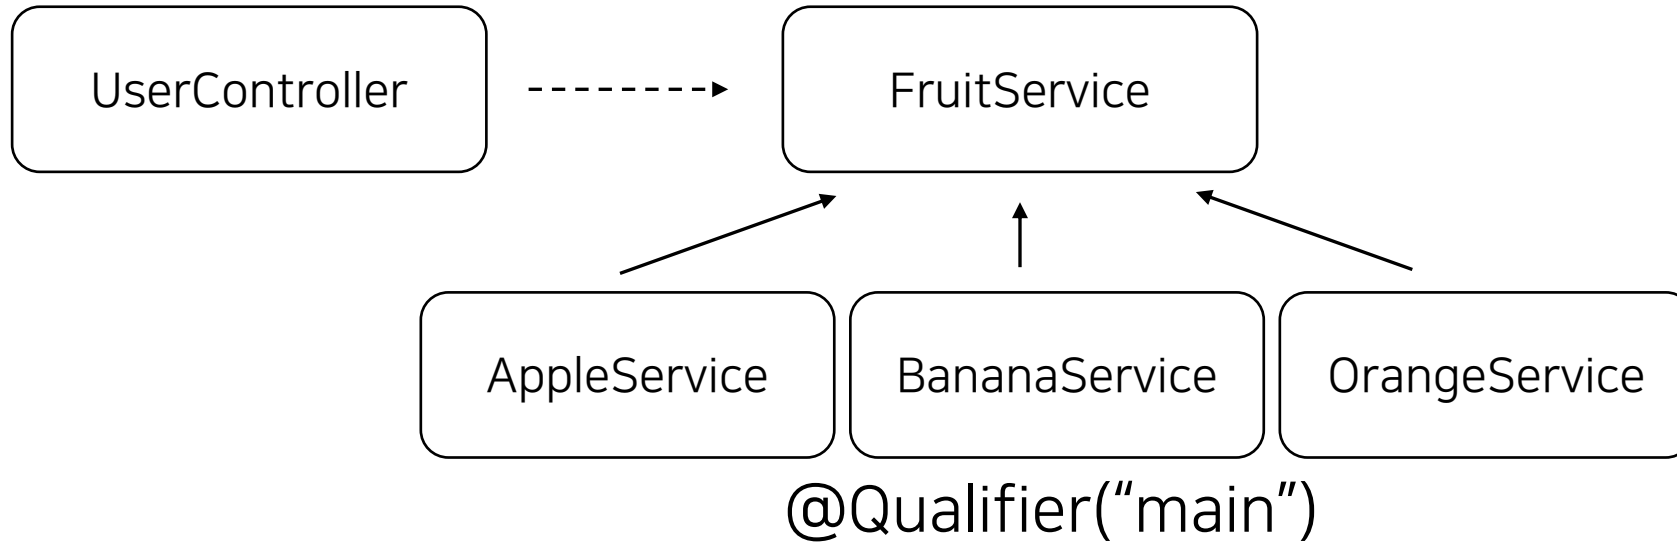 UserController
FruitService
AppleService
BananaService
OrangeService
@Qualifier(“main”)